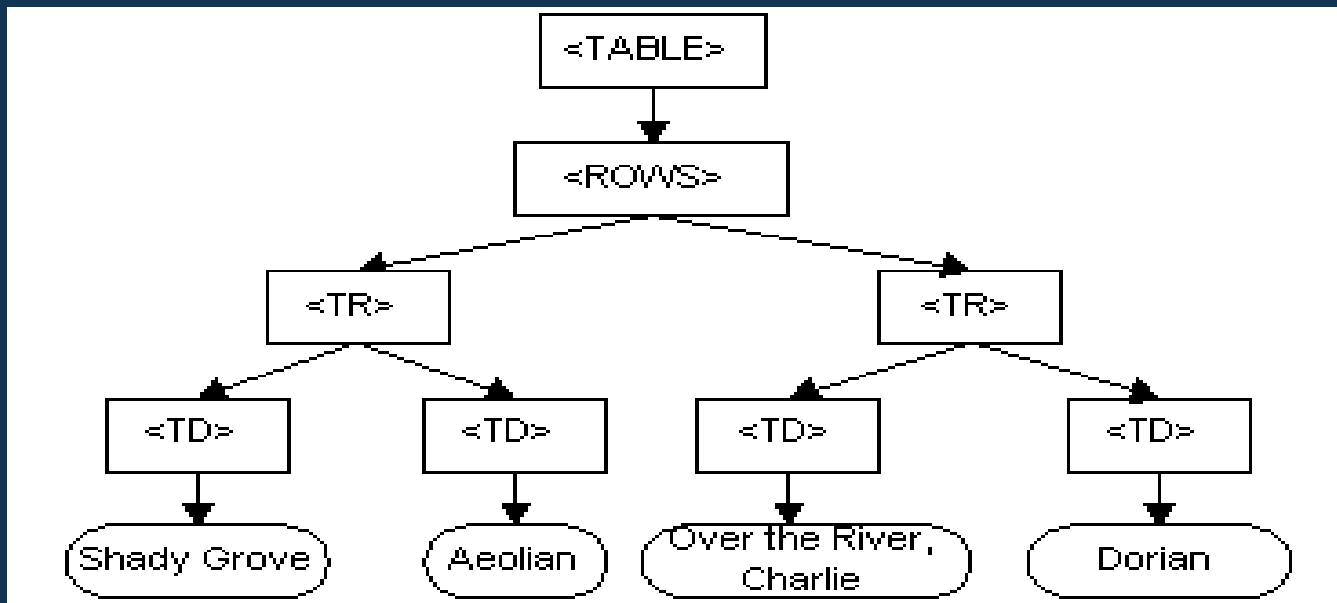 <TABLE>
<ROWS>
<TR>
<TR>
<TD>
<TD>
<TD>
<TD>
Shady Grove
Aeolian
Over the River,
Charlie
Dorian